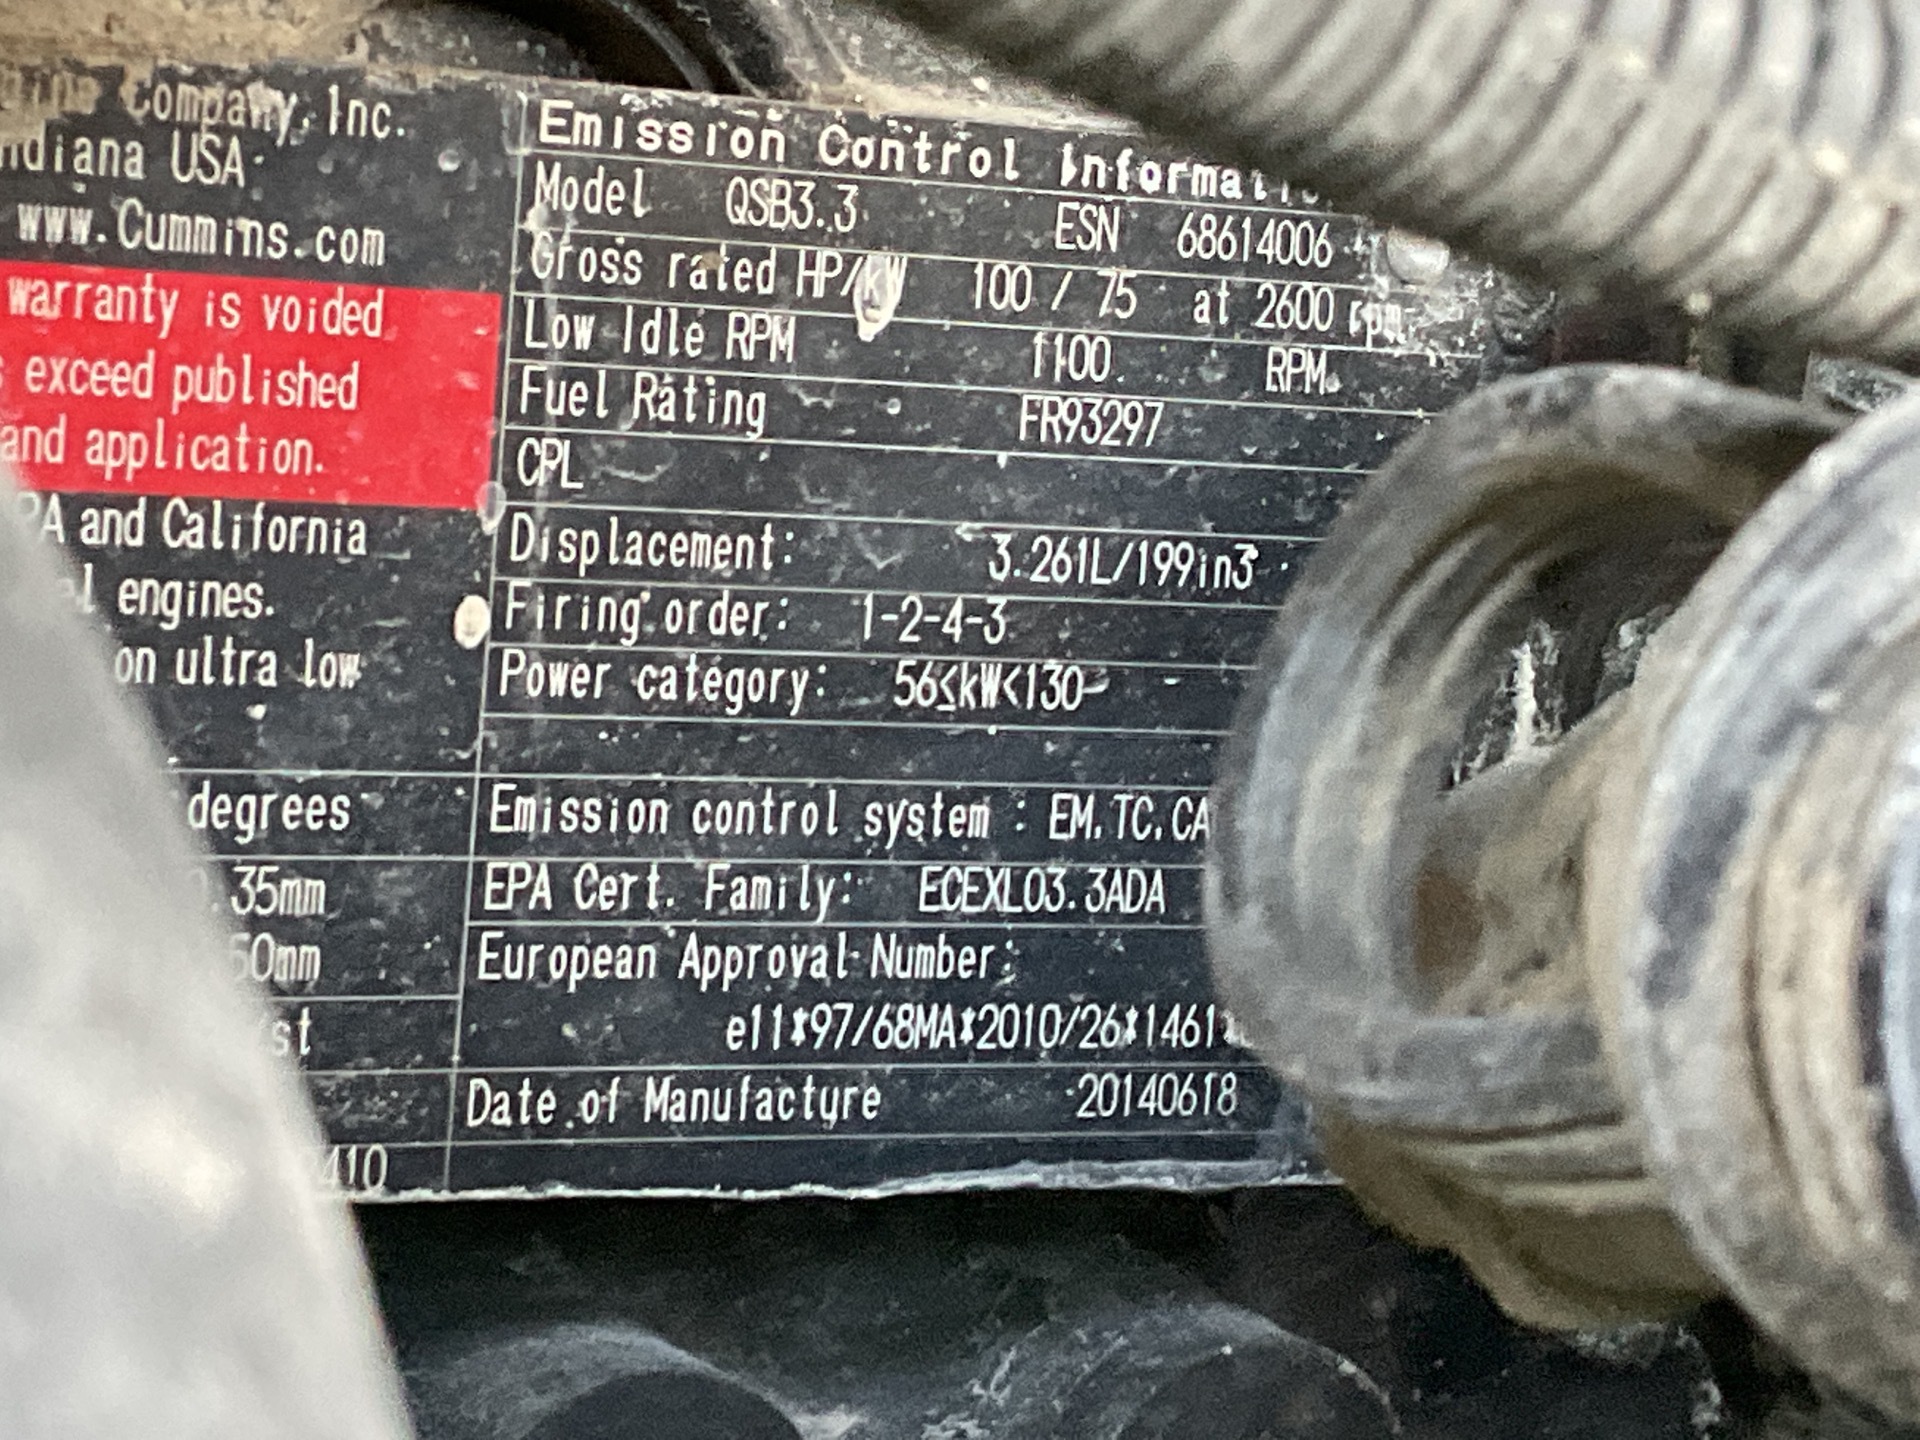 Company, Inc.
Indiana USA
www.Cummins.com
warranty is voided
exceed published
and application.
and California
engines.
on ultra low
degrees
.35mm
50mm
st
410
Emission Control Informati
Model QSB3.3 ESN 68614006
Gross rated HP/kW 100 / 75 at 2600 rpm
Low Idle RPM 1100 RPM
Fuel Rating FR93297
CPL
Displacement: 3.261L/199in3
Firing order: 1-2-4-3
Power category: 56≤kW<130
Emission control system : EM,TC,CA
EPA Cert. Family: ECEXL03.3ADA
European Approval Number:
e11*97/68MA*2010/26*1461*
Date of Manufacture 20140618